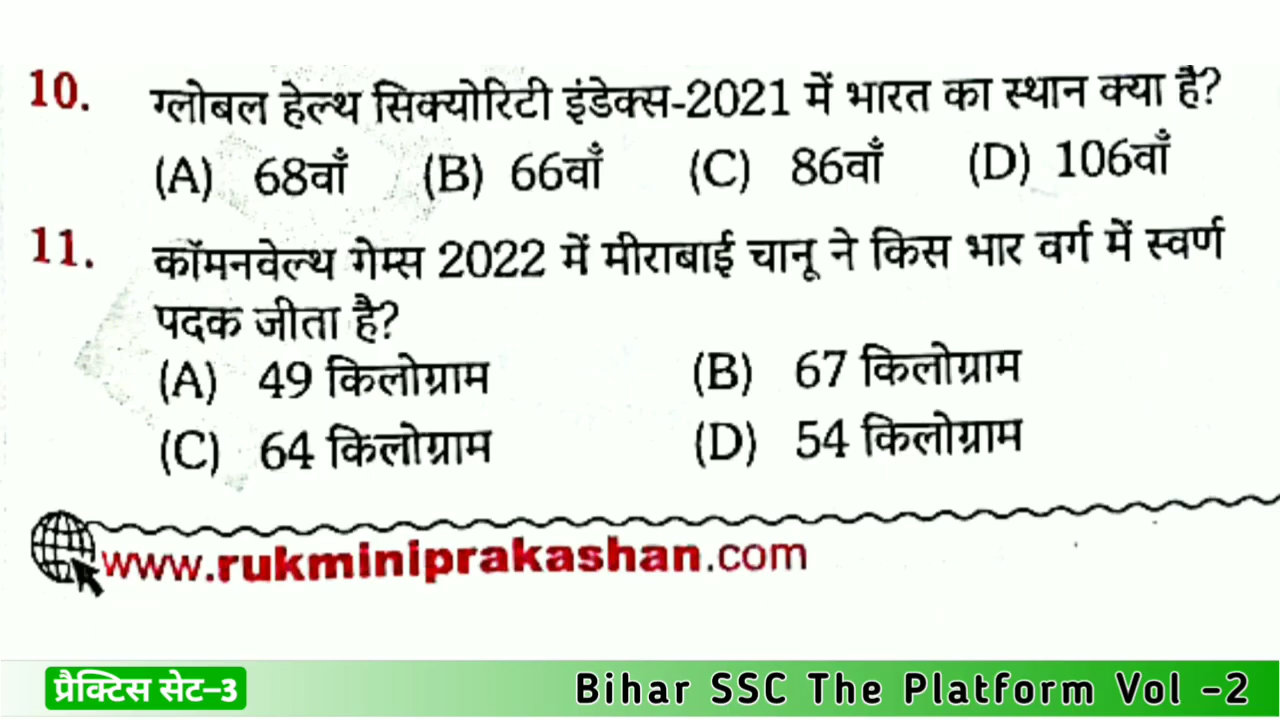 10. ग्लोबल हेल्थ सिक्योरिटी इंडेक्स-2021 में भारत का स्थान क्या है?
(A) 68वाँ (B) 66वाँ (C) 86वाँ (D) 106वाँ
11. कॉमनवेल्थ गेम्स 2022 में मीराबाई चानू ने किस भार वर्ग में स्वर्ण
पदक जीता है?
(A) 49 किलोग्राम (B) 67 किलोग्राम
(C) 64 किलोग्राम (D) 54 किलोग्राम
www.rukminiprakashan.com
प्रैक्टिस सेट–3 Bihar SSC The Platform Vol –2